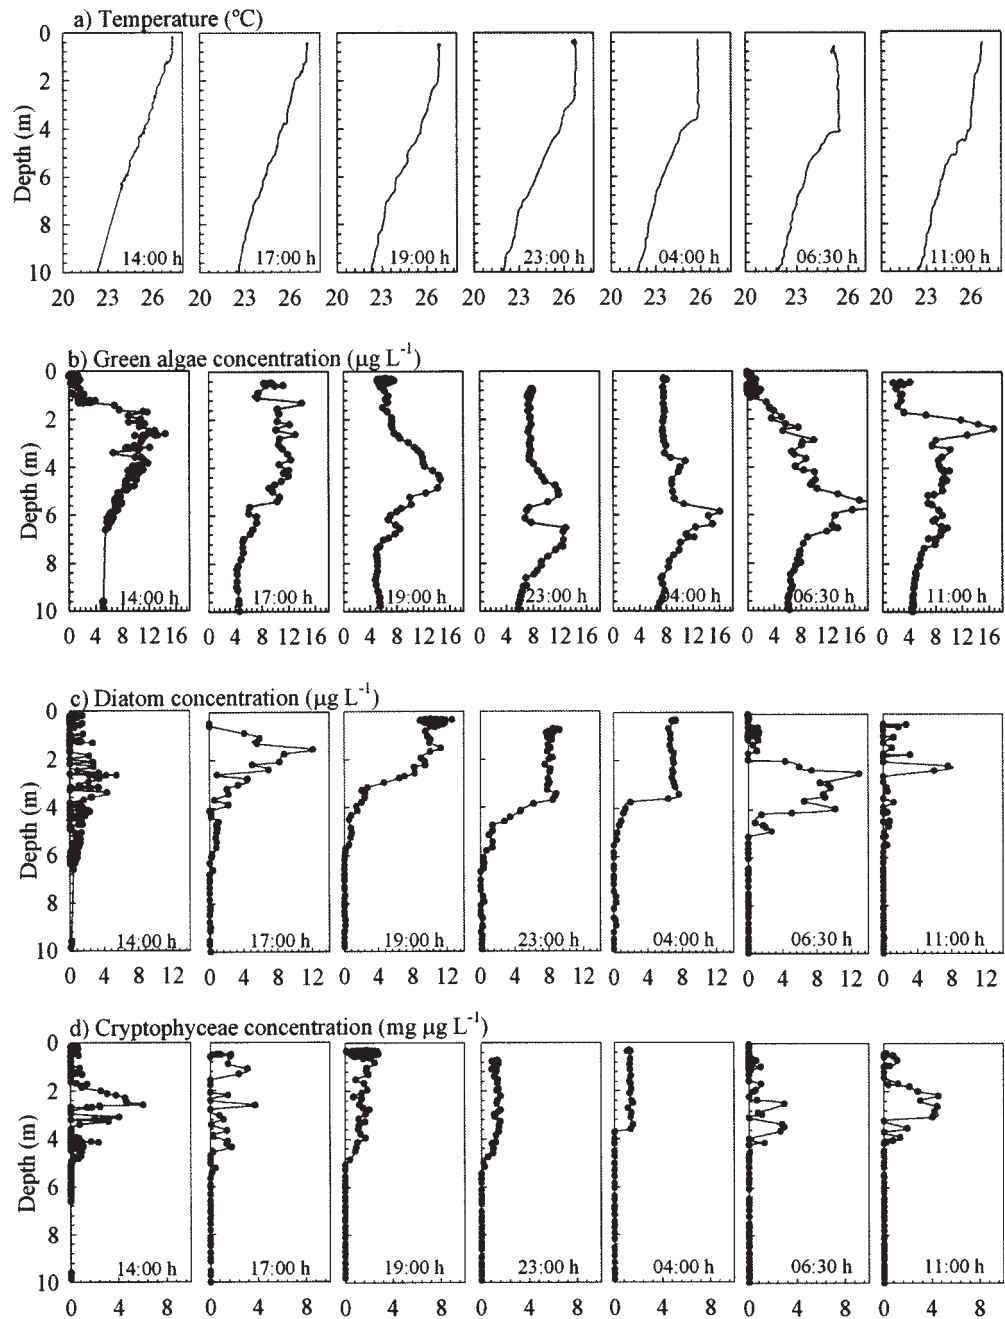 a) Temperature (°C)
0
2
4
6
8
10
Depth (m)
14:00 h
17:00 h
19:00 h
23:00 h
04:00 h
06:30 h
11:00 h
20 23 26 20 23 26 20 23 26 20 23 26 20 23 26 20 23 26 20 23 26
b) Green algae concentration (µg L-1)
0
2
4
6
8
10
Depth (m)
14:00 h
17:00 h
19:00 h
23:00 h
04:00 h
06:30 h
11:00 h
0 4 8 12 16 0 4 8 12 16 0 4 8 12 16 0 4 8 12 16 0 4 8 12 16 0 4 8 12 16 0 4 8 12 16
c) Diatom concentration (µg L-1)
0
2
4
6
8
10
Depth (m)
14:00 h
17:00 h
19:00 h
23:00 h
04:00 h
06:30 h
11:00 h
0 4 8 12 0 4 8 12 0 4 8 12 0 4 8 12 0 4 8 12 0 4 8 12 0 4 8 12
d) Cryptophyceae concentration (mg µg L-1)
0
2
4
6
8
10
Depth (m)
14:00 h
17:00 h
19:00 h
23:00 h
04:00 h
06:30 h
11:00 h
0 4 8 0 4 8 0 4 8 0 4 8 0 4 8 0 4 8 0 4 8